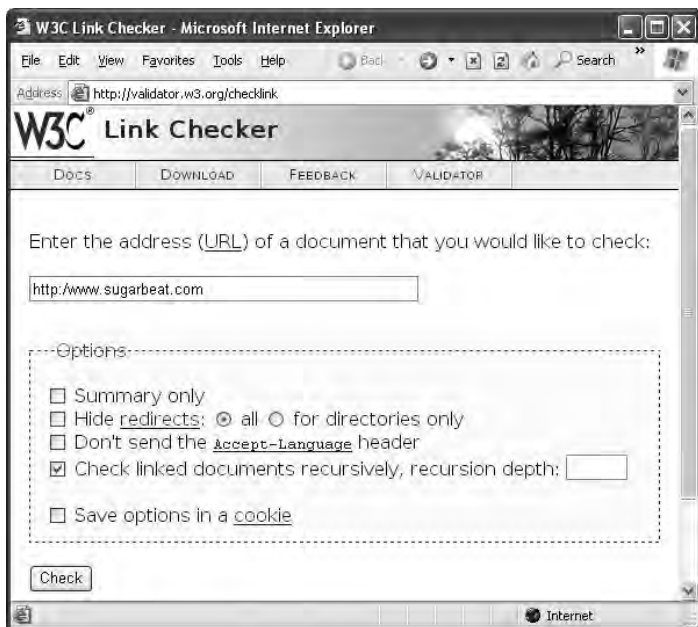 W3C Link Checker - Microsoft Internet Explorer
File Edit View Favorites Tools Help Back Search »
Address http://validator.w3.org/checklink
W3C® Link Checker
DOCS DOWNLOAD FEEDBACK VALIDATOR
Enter the address (URL) of a document that you would like to check:
http:/www.sugarbeat.com
Options
Summary only
Hide redirects: all for directories only
Don't send the Accept-Language header
Check linked documents recursively, recursion depth:
Save options in a cookie
Check
Internet